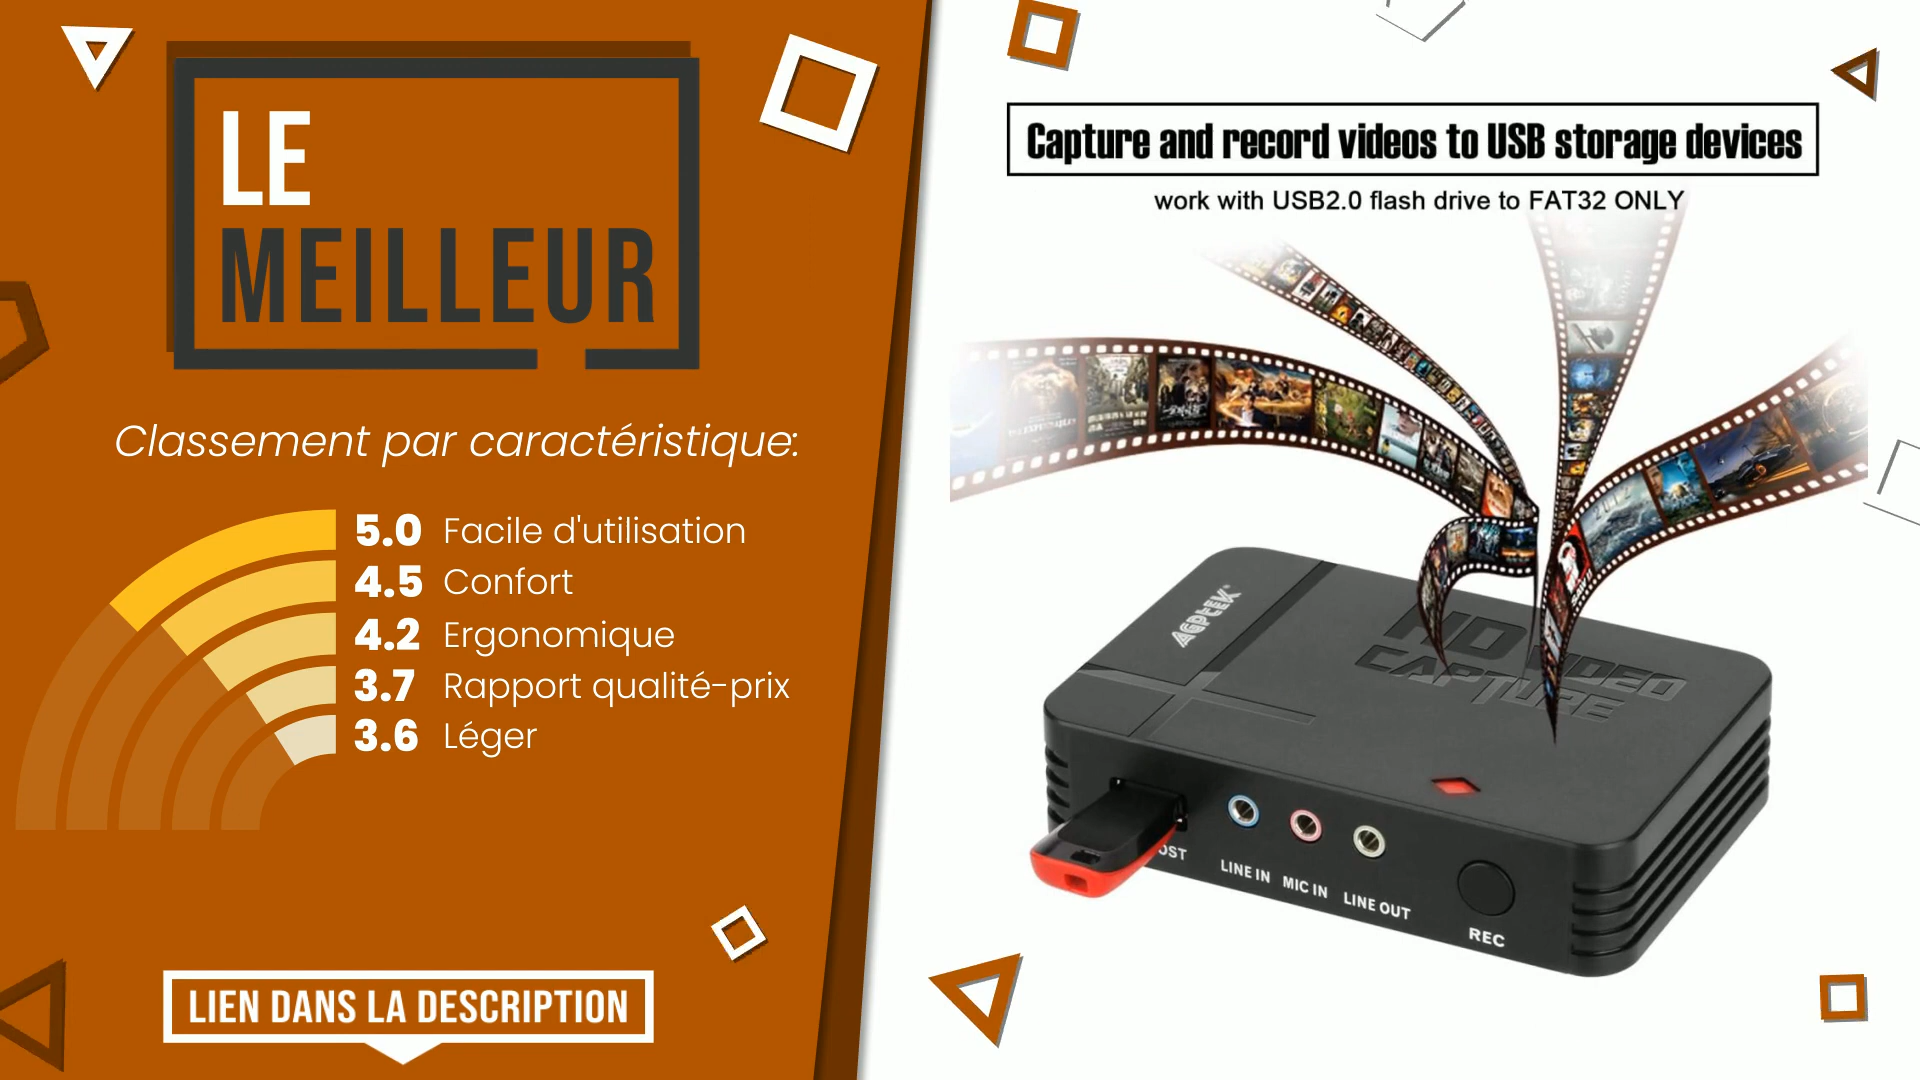 LE
MEILLEUR
Classement par caractéristique:
5.0 Facile d'utilisation
4.5 Confort
4.2 Ergonomique
3.7 Rapport qualité-prix
3.6 Léger
LIEN DANS LA DESCRIPTION
Capture and record videos to USB storage devices
work with USB2.0 flash drive to FAT32 ONLY
AGPtEK
HD VIDEO
CAPTURE
LINE IN
MIC IN
LINE OUT
REC